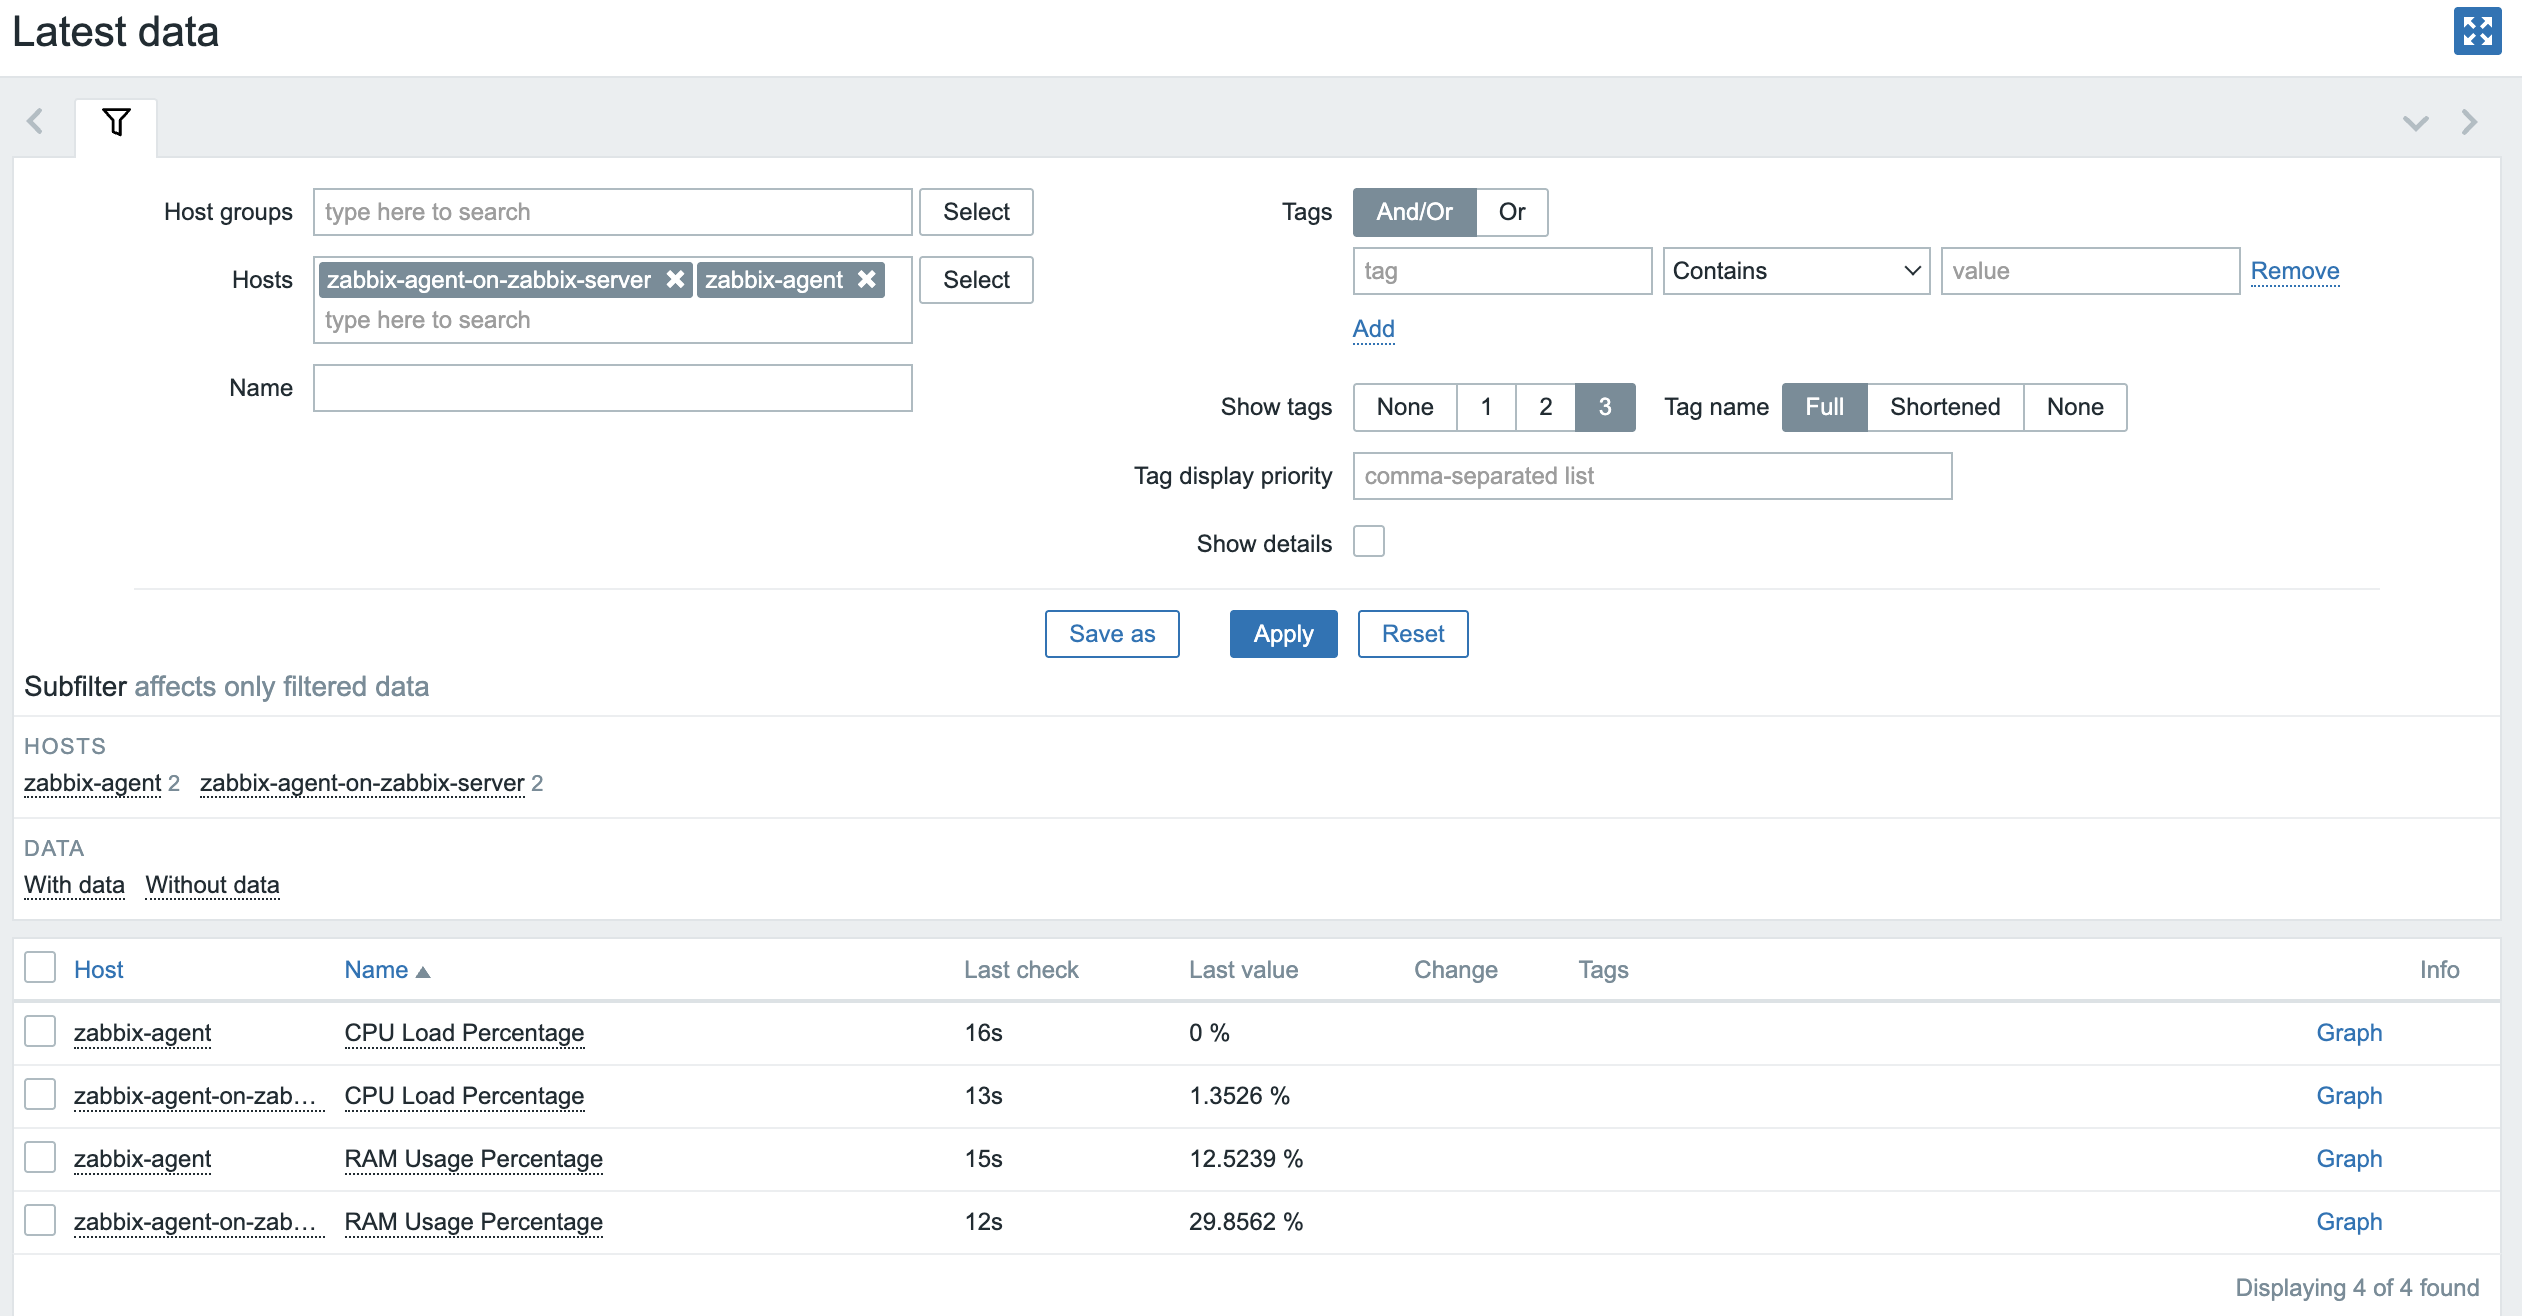 Latest data
Host groups type here to search Select
Hosts zabbix-agent-on-zabbix-server zabbix-agent Select
type here to search
Name
Tags And/Or Or
tag Contains value Remove
Add
Show tags None 1 2 3 Tag name Full Shortened None
Tag display priority comma-separated list
Show details
Save as Apply Reset
Subfilter affects only filtered data
HOSTS
zabbix-agent 2 zabbix-agent-on-zabbix-server 2
DATA
With data Without data
Host Name Last check Last value Change Tags Info
zabbix-agent CPU Load Percentage 16s 0 % Graph
zabbix-agent-on-zab... CPU Load Percentage 13s 1.3526 % Graph
zabbix-agent RAM Usage Percentage 15s 12.5239 % Graph
zabbix-agent-on-zab... RAM Usage Percentage 12s 29.8562 % Graph
Displaying 4 of 4 found